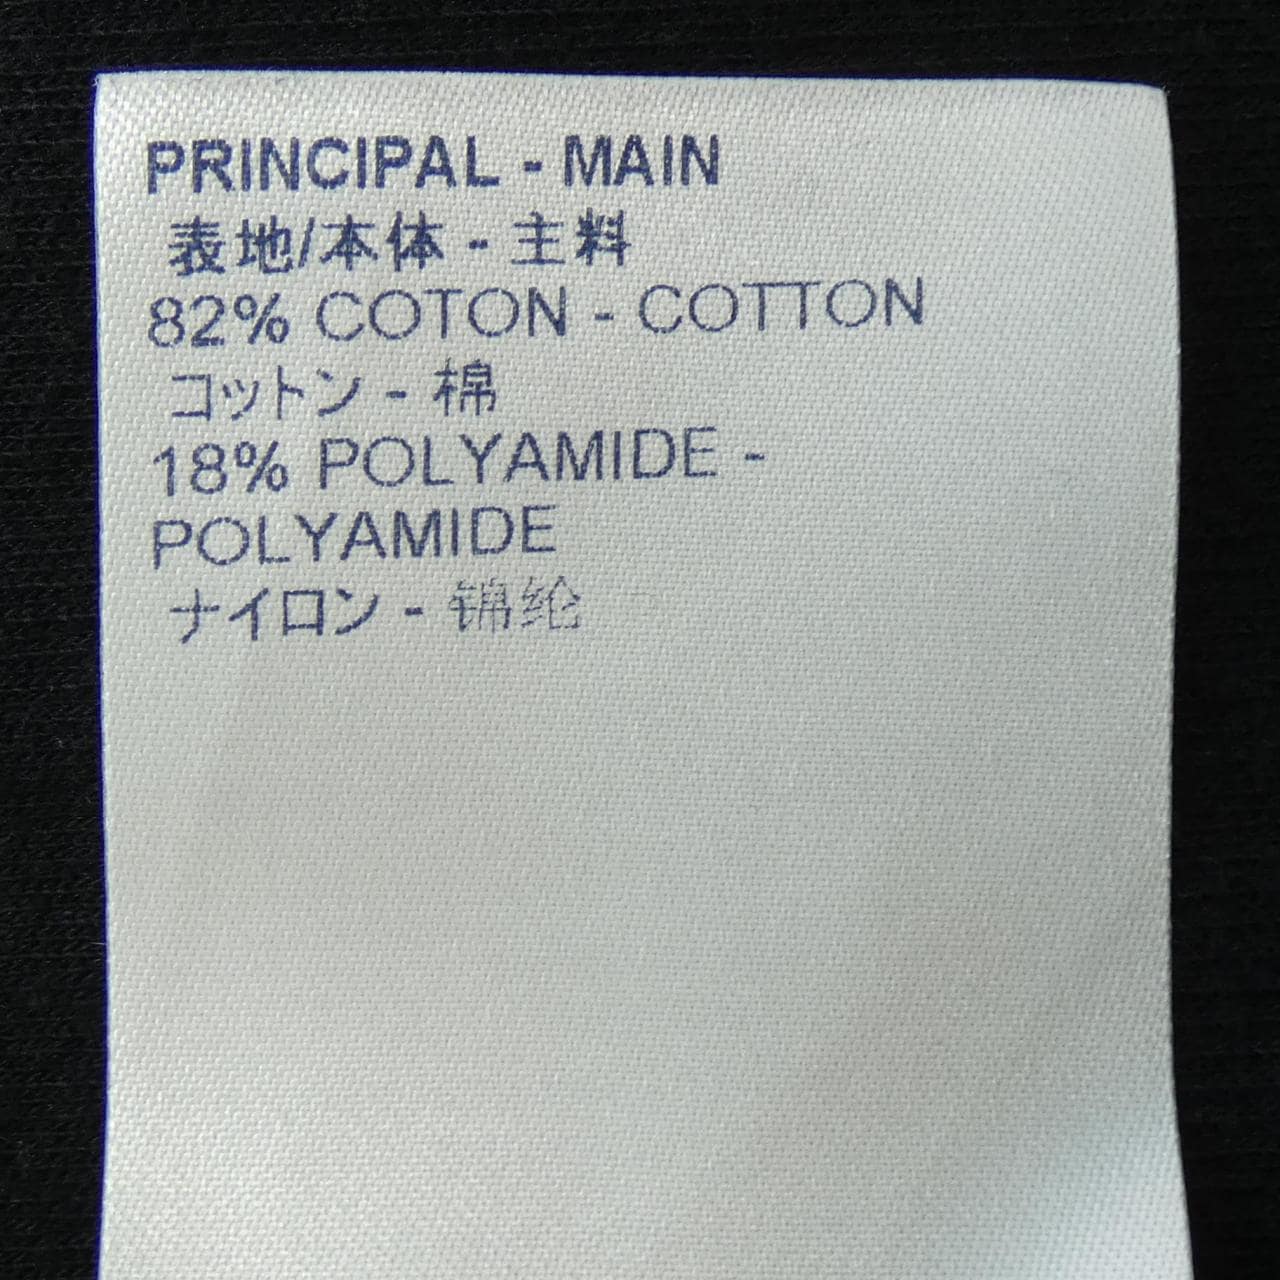 PRINCIPAL - MAIN
表地/本体 - 主料
82% COTON - COTTON
コットン - 棉
18% POLYAMIDE -
POLYAMIDE
ナイロン - 锦纶